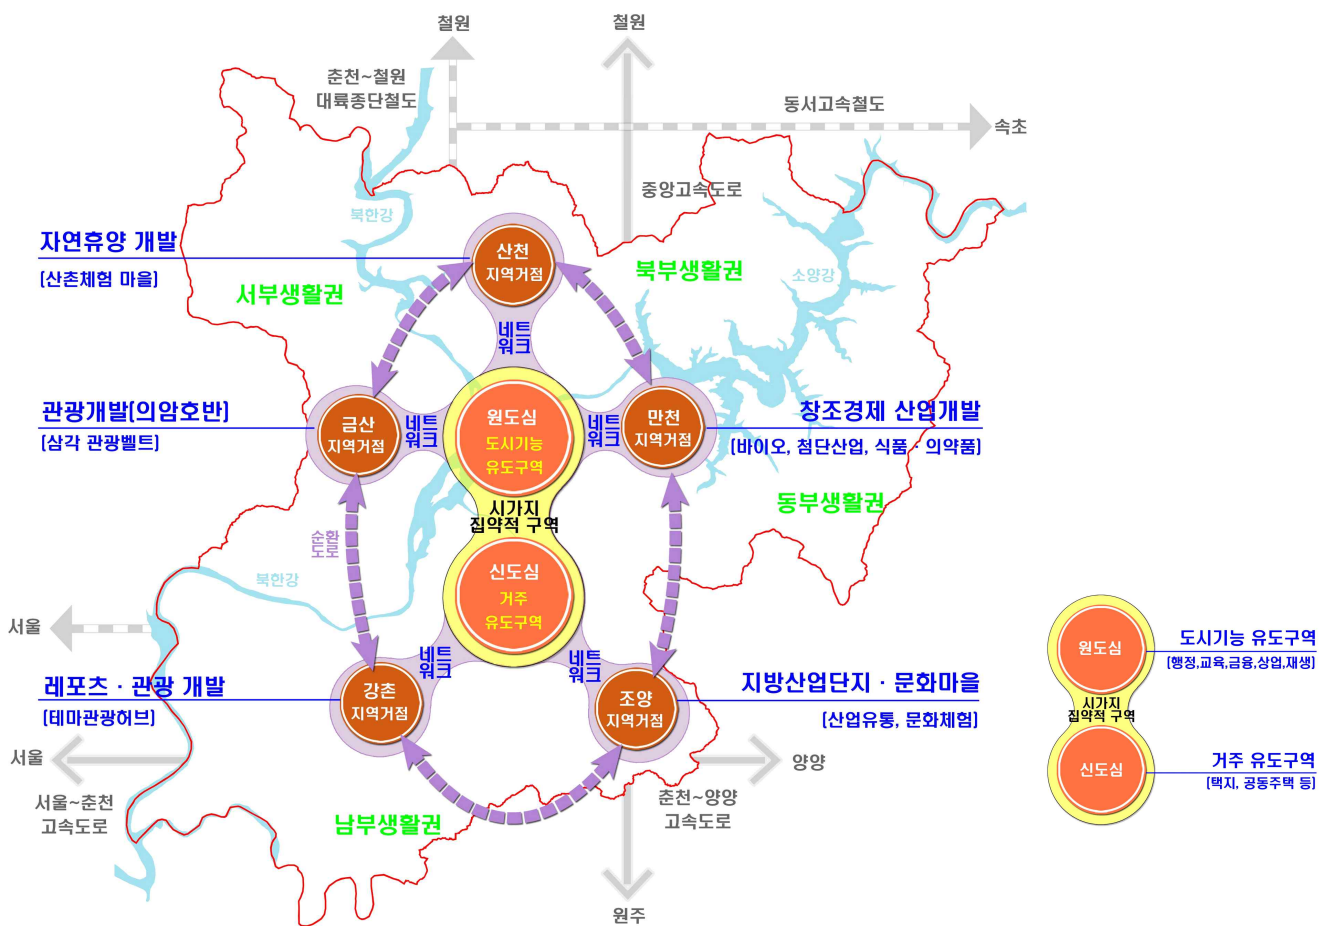 철원
철원
춘천~철원
대륙종단철도
동서고속철도
속초
중앙고속도로
북한강
자연휴양 개발
(산촌체험 마을)
산천
지역거점
북부생활권
소양강
서부생활권
네트
워크
관광개발(의암호반)
(삼각 관광벨트)
금산
지역거점
네트
워크
원도심
도시기능
유도구역
네트
워크
만천
지역거점
창조경제 산업개발
(바이오, 첨단산업, 식품 · 의약품)
동부생활권
시가지
집약적 구역
순환
도로
북한강
신도심
거주
유도구역
서울
네트
워크
네트
워크
레포츠 · 관광 개발
(테마관광허브)
강촌
지역거점
조양
지역거점
지방산업단지 · 문화마을
(산업유통, 문화체험)
서울
양양
서울~춘천
고속도로
춘천~양양
고속도로
남부생활권
원주
원도심
도시기능 유도구역
(행정,교육,금융,상업,재생)
시가지
집약적 구역
신도심
거주 유도구역
(택지, 공동주택 등)